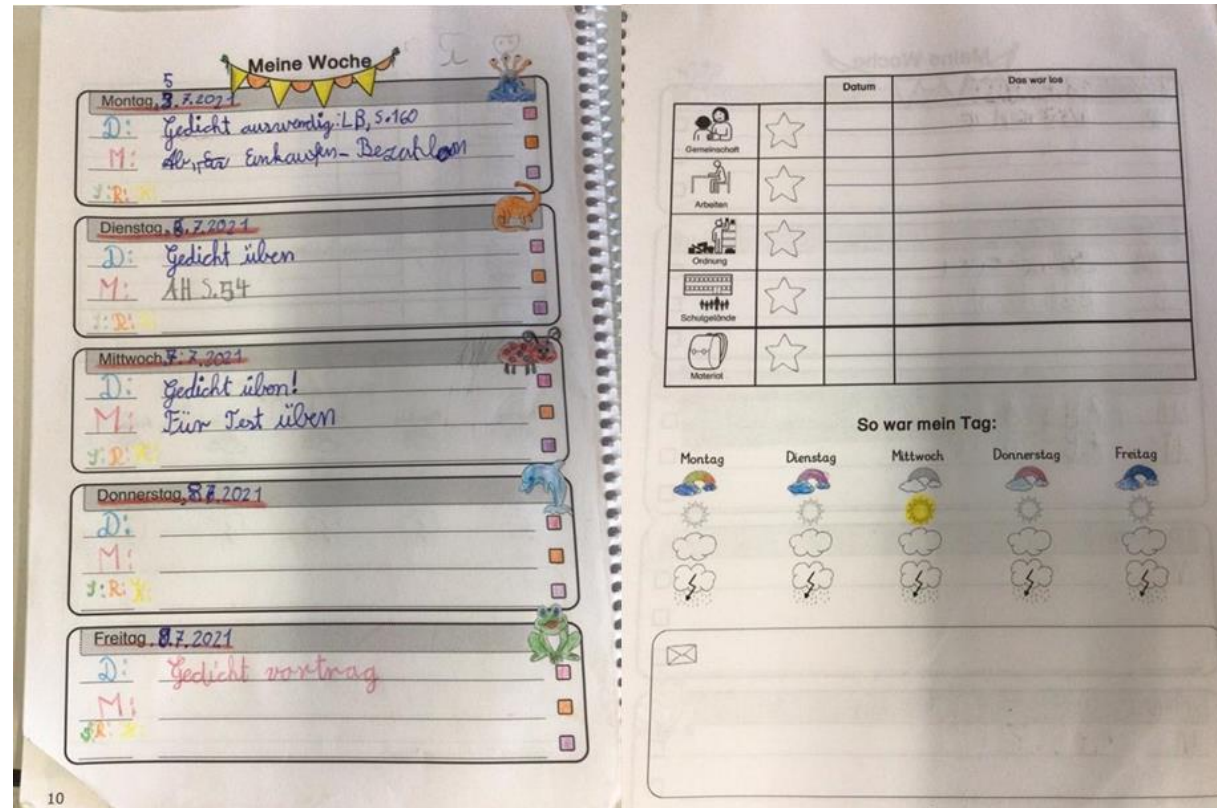 Meine Woche
5
Montag, 3.7.2021
D: Gedicht auswendig: LB, S.160
M: Einkaufen- Bezahlen
S: R:
Dienstag, 6.7.2021
D: Gedicht üben
M: AH S.54
S: R:
Mittwoch, 7.7.2021
D: Gedicht üben!
M: Für Test üben
S: R:
Donnerstag, 8.7.2021
D:
M:
S: R:
Freitag, 9.7.2021
D: Gedicht vortrag
M:
S: R:
10
Datum Das war los
Gemeinschaft
Arbeiten
Ordnung
Schulgelände
Material
So war mein Tag:
Montag Dienstag Mittwoch Donnerstag Freitag